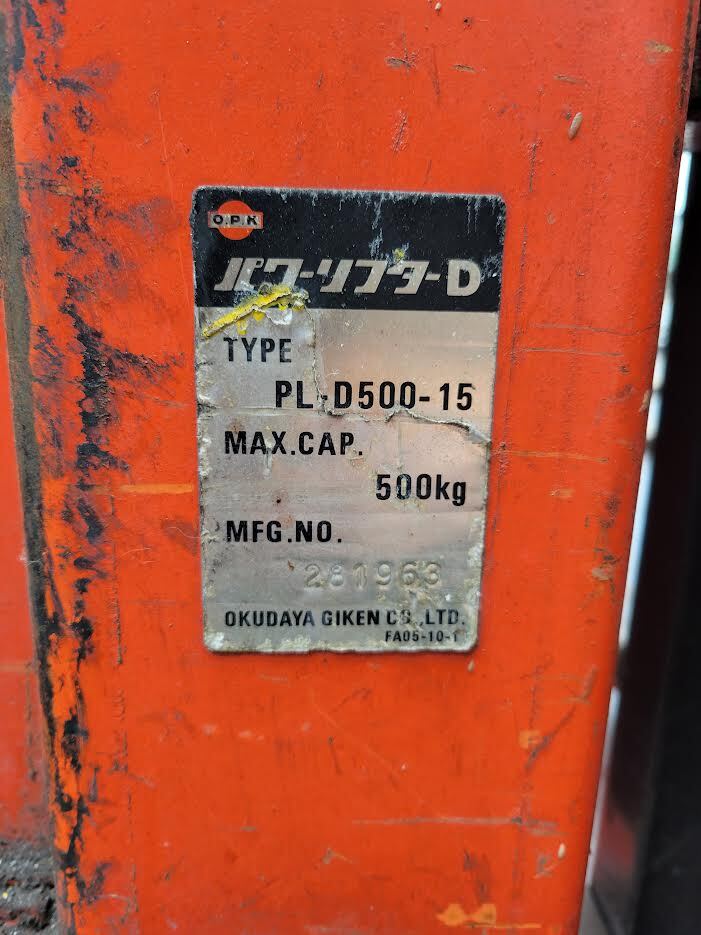 O.P.K
パワーリフターD
TYPE
PL-D500-15
MAX.CAP.
500kg
MFG.NO.
281963
OKUDAYA GIKEN CO.,LTD.
FA05-10-1